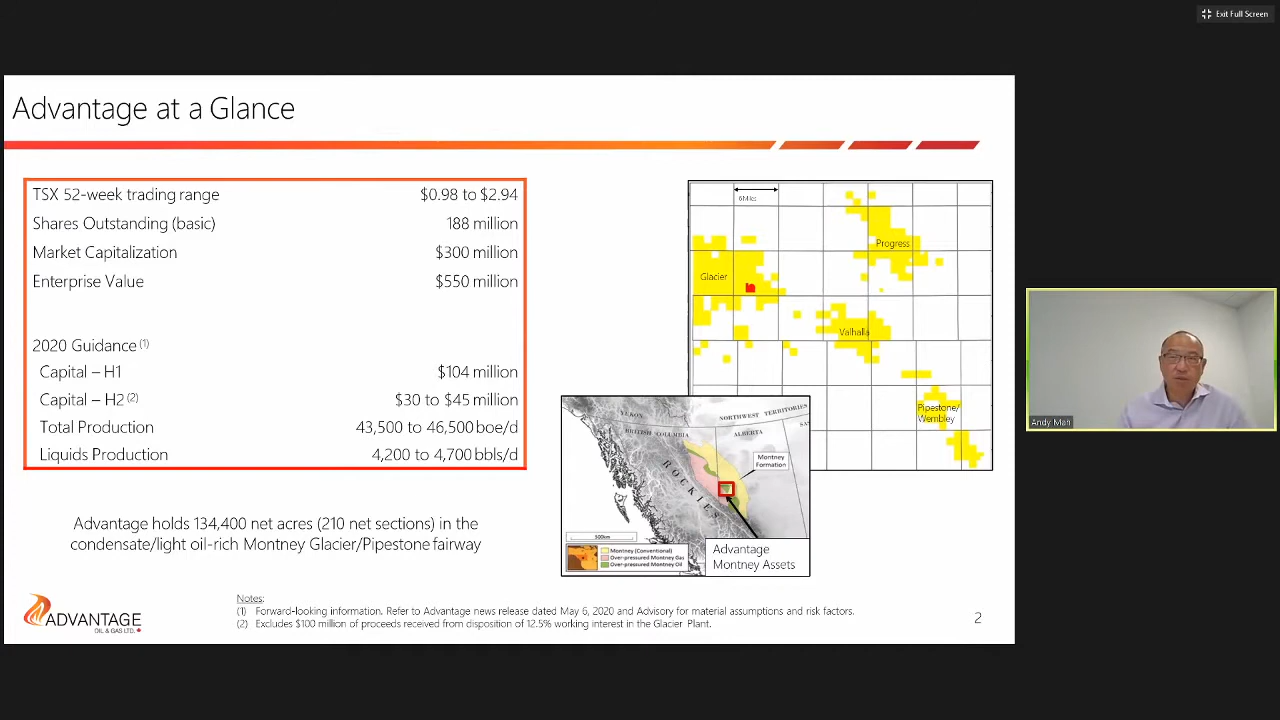 Exit Full Screen
Advantage at a Glance
TSX 52-week trading range $0.98 to $2.94
Shares Outstanding (basic) 188 million
Market Capitalization $300 million
Enterprise Value $550 million
2020 Guidance (1)
Capital – H1 $104 million
Capital – H2 (2) $30 to $45 million
Total Production 43,500 to 46,500 boe/d
Liquids Production 4,200 to 4,700 bbls/d
Advantage holds 134,400 net acres (210 net sections) in the
condensate/light oil-rich Montney Glacier/Pipestone fairway
6 Miles
Progress
Glacier
Valhalla
Pipestone/
Wembley
YUKON
NORTHWEST TERRITORIES
BRITISH COLUMBIA
ALBERTA
ROCKIES
Montney
Formation
500km
Montney (Conventional)
Over-pressured Montney Gas
Over-pressured Montney Oil
Advantage
Montney Assets
Andy Mah
ADVANTAGE
OIL & GAS LTD.
Notes:
(1) Forward-looking information. Refer to Advantage news release dated May 6, 2020 and Advisory for material assumptions and risk factors.
(2) Excludes $100 million of proceeds received from disposition of 12.5% working interest in the Glacier Plant.
2